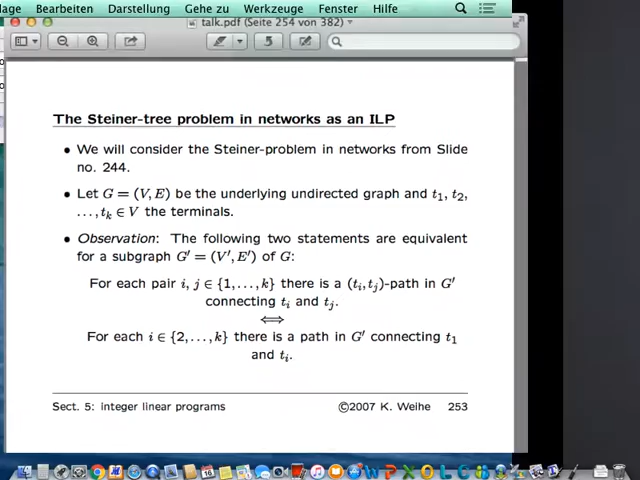 lage Bearbeiten Darstellung Gehe zu Werkzeuge Fenster Hilfe
talk.pdf (Seite 254 von 382)
The Steiner-tree problem in networks as an ILP
• We will consider the Steiner-problem in networks from Slide
no. 244.
• Let G = (V, E) be the underlying undirected graph and t₁, t₂,
..., tₖ ∈ V the terminals.
• Observation: The following two statements are equivalent
for a subgraph G′ = (V′, E′) of G:
For each pair i, j ∈ {1, ..., k} there is a (tᵢ, tⱼ)-path in G′
connecting tᵢ and tⱼ.
⟺
For each i ∈ {2, ..., k} there is a path in G′ connecting t₁
and tᵢ.
Sect. 5: integer linear programs ©2007 K. Weihe 253